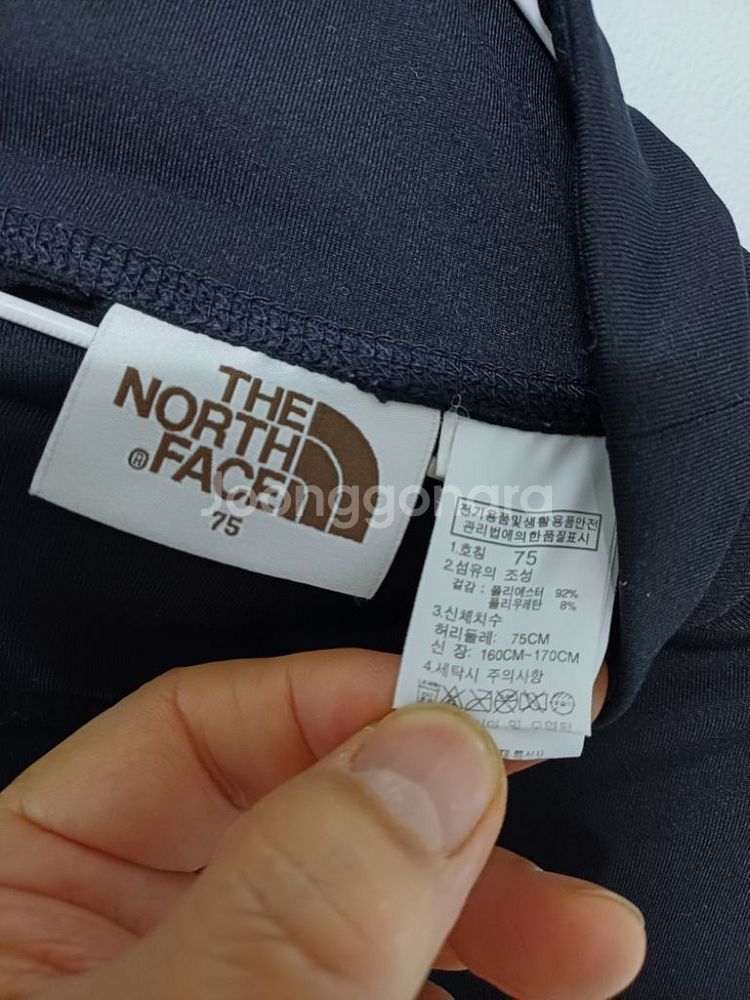 THE
NORTH
FACE
®
75
Joonggonara
전기용품및생활용품안전
관리법에의한품질표시
1.호칭 75
2.섬유의 조성
겉감 : 폴리에스터 92%
폴리우레탄 8%
3.신체치수
허리둘레: 75CM
신 장: 160CM-170CM
4.세탁시 주의사항